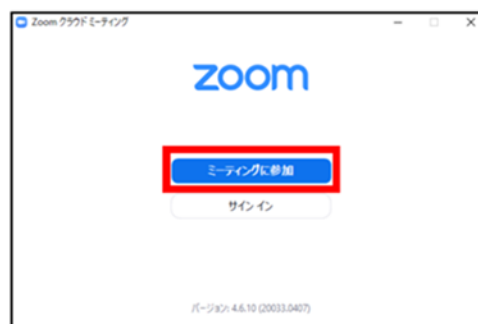 Zoom クラウド ミーティング
zoom
ミーティングに参加
サイン イン
バージョン: 4.6.10 (20033.0407)